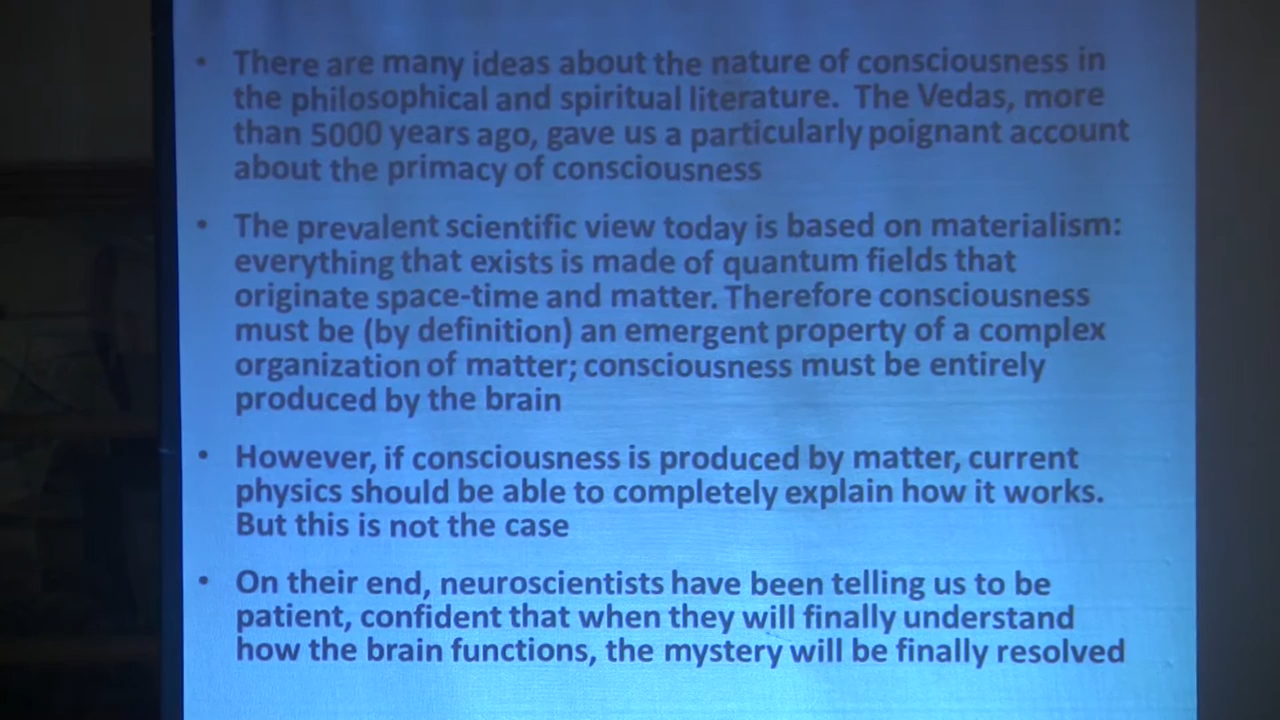 • There are many ideas about the nature of consciousness in
the philosophical and spiritual literature. The Vedas, more
than 5000 years ago, gave us a particularly poignant account
about the primacy of consciousness
• The prevalent scientific view today is based on materialism:
everything that exists is made of quantum fields that
originate space-time and matter. Therefore consciousness
must be (by definition) an emergent property of a complex
organization of matter; consciousness must be entirely
produced by the brain
• However, if consciousness is produced by matter, current
physics should be able to completely explain how it works.
But this is not the case
• On their end, neuroscientists have been telling us to be
patient, confident that when they will finally understand
how the brain functions, the mystery will be finally resolved